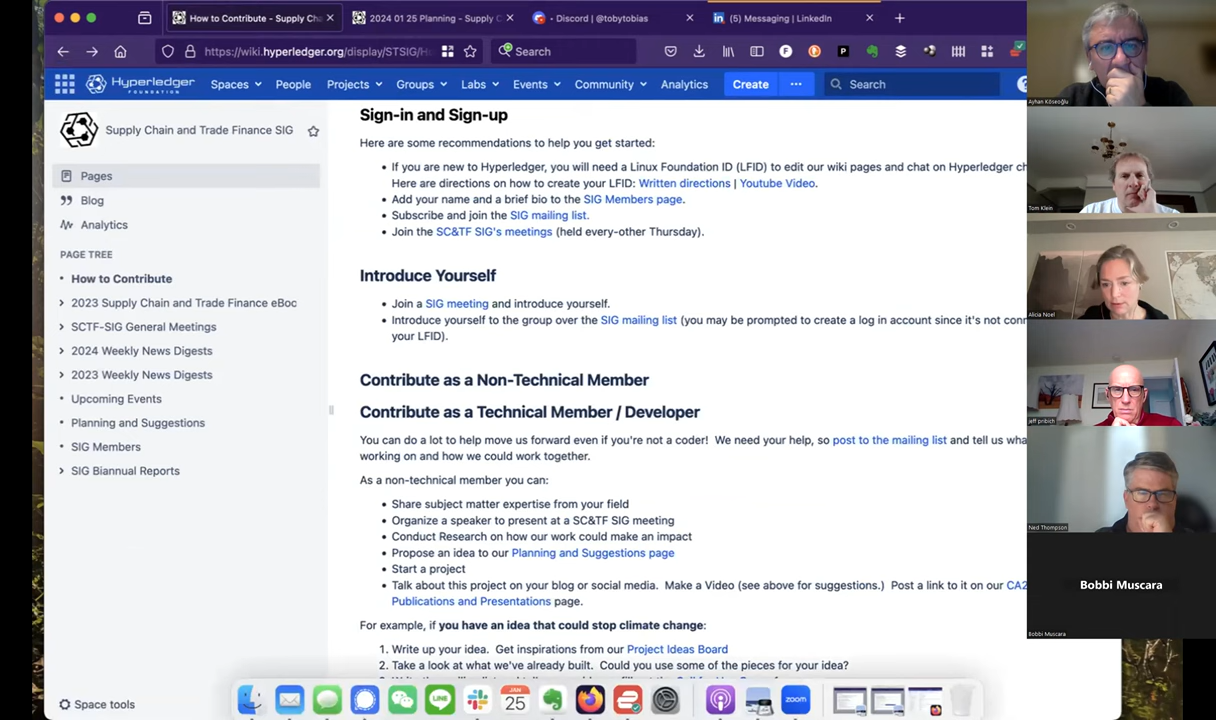 How to Contribute - Supply Cha
2024 01 25 Planning - Supply C
Discord | @tobytobias
(5) Messaging | LinkedIn
https://wiki.hyperledger.org/display/STSIG/H
Search
HYPERLEDGER
FOUNDATION
Spaces
People
Projects
Groups
Labs
Events
Community
Analytics
Create
Search
Supply Chain and Trade Finance SIG
Pages
Blog
Analytics
PAGE TREE
How to Contribute
2023 Supply Chain and Trade Finance eBoc
SCTF-SIG General Meetings
2024 Weekly News Digests
2023 Weekly News Digests
Upcoming Events
Planning and Suggestions
SIG Members
SIG Biannual Reports
Space tools
Sign-in and Sign-up
Here are some recommendations to help you get started:
If you are new to Hyperledger, you will need a Linux Foundation ID (LFID) to edit our wiki pages and chat on Hyperledger ch
Here are directions on how to create your LFID: Written directions | Youtube Video.
Add your name and a brief bio to the SIG Members page.
Subscribe and join the SIG mailing list.
Join the SC&TF SIG's meetings (held every-other Thursday).
Introduce Yourself
Join a SIG meeting and introduce yourself.
Introduce yourself to the group over the SIG mailing list (you may be prompted to create a log in account since it's not conn
your LFID).
Contribute as a Non-Technical Member
Contribute as a Technical Member / Developer
You can do a lot to help move us forward even if you're not a coder! We need your help, so post to the mailing list and tell us wha
working on and how we could work together.
As a non-technical member you can:
Share subject matter expertise from your field
Organize a speaker to present at a SC&TF SIG meeting
Conduct Research on how our work could make an impact
Propose an idea to our Planning and Suggestions page
Start a project
Talk about this project on your blog or social media. Make a Video (see above for suggestions.) Post a link to it on our CA2
Publications and Presentations page.
For example, if you have an idea that could stop climate change:
1. Write up your idea. Get inspirations from our Project Ideas Board
2. Take a look at what we've already built. Could you use some of the pieces for your idea?
JAN
25
zoom
Ayhan Köseoğlu
Tom Klein
Alicia Noel
jeff pribich
Ned Thompson
Bobbi Muscara
Bobbi Muscara